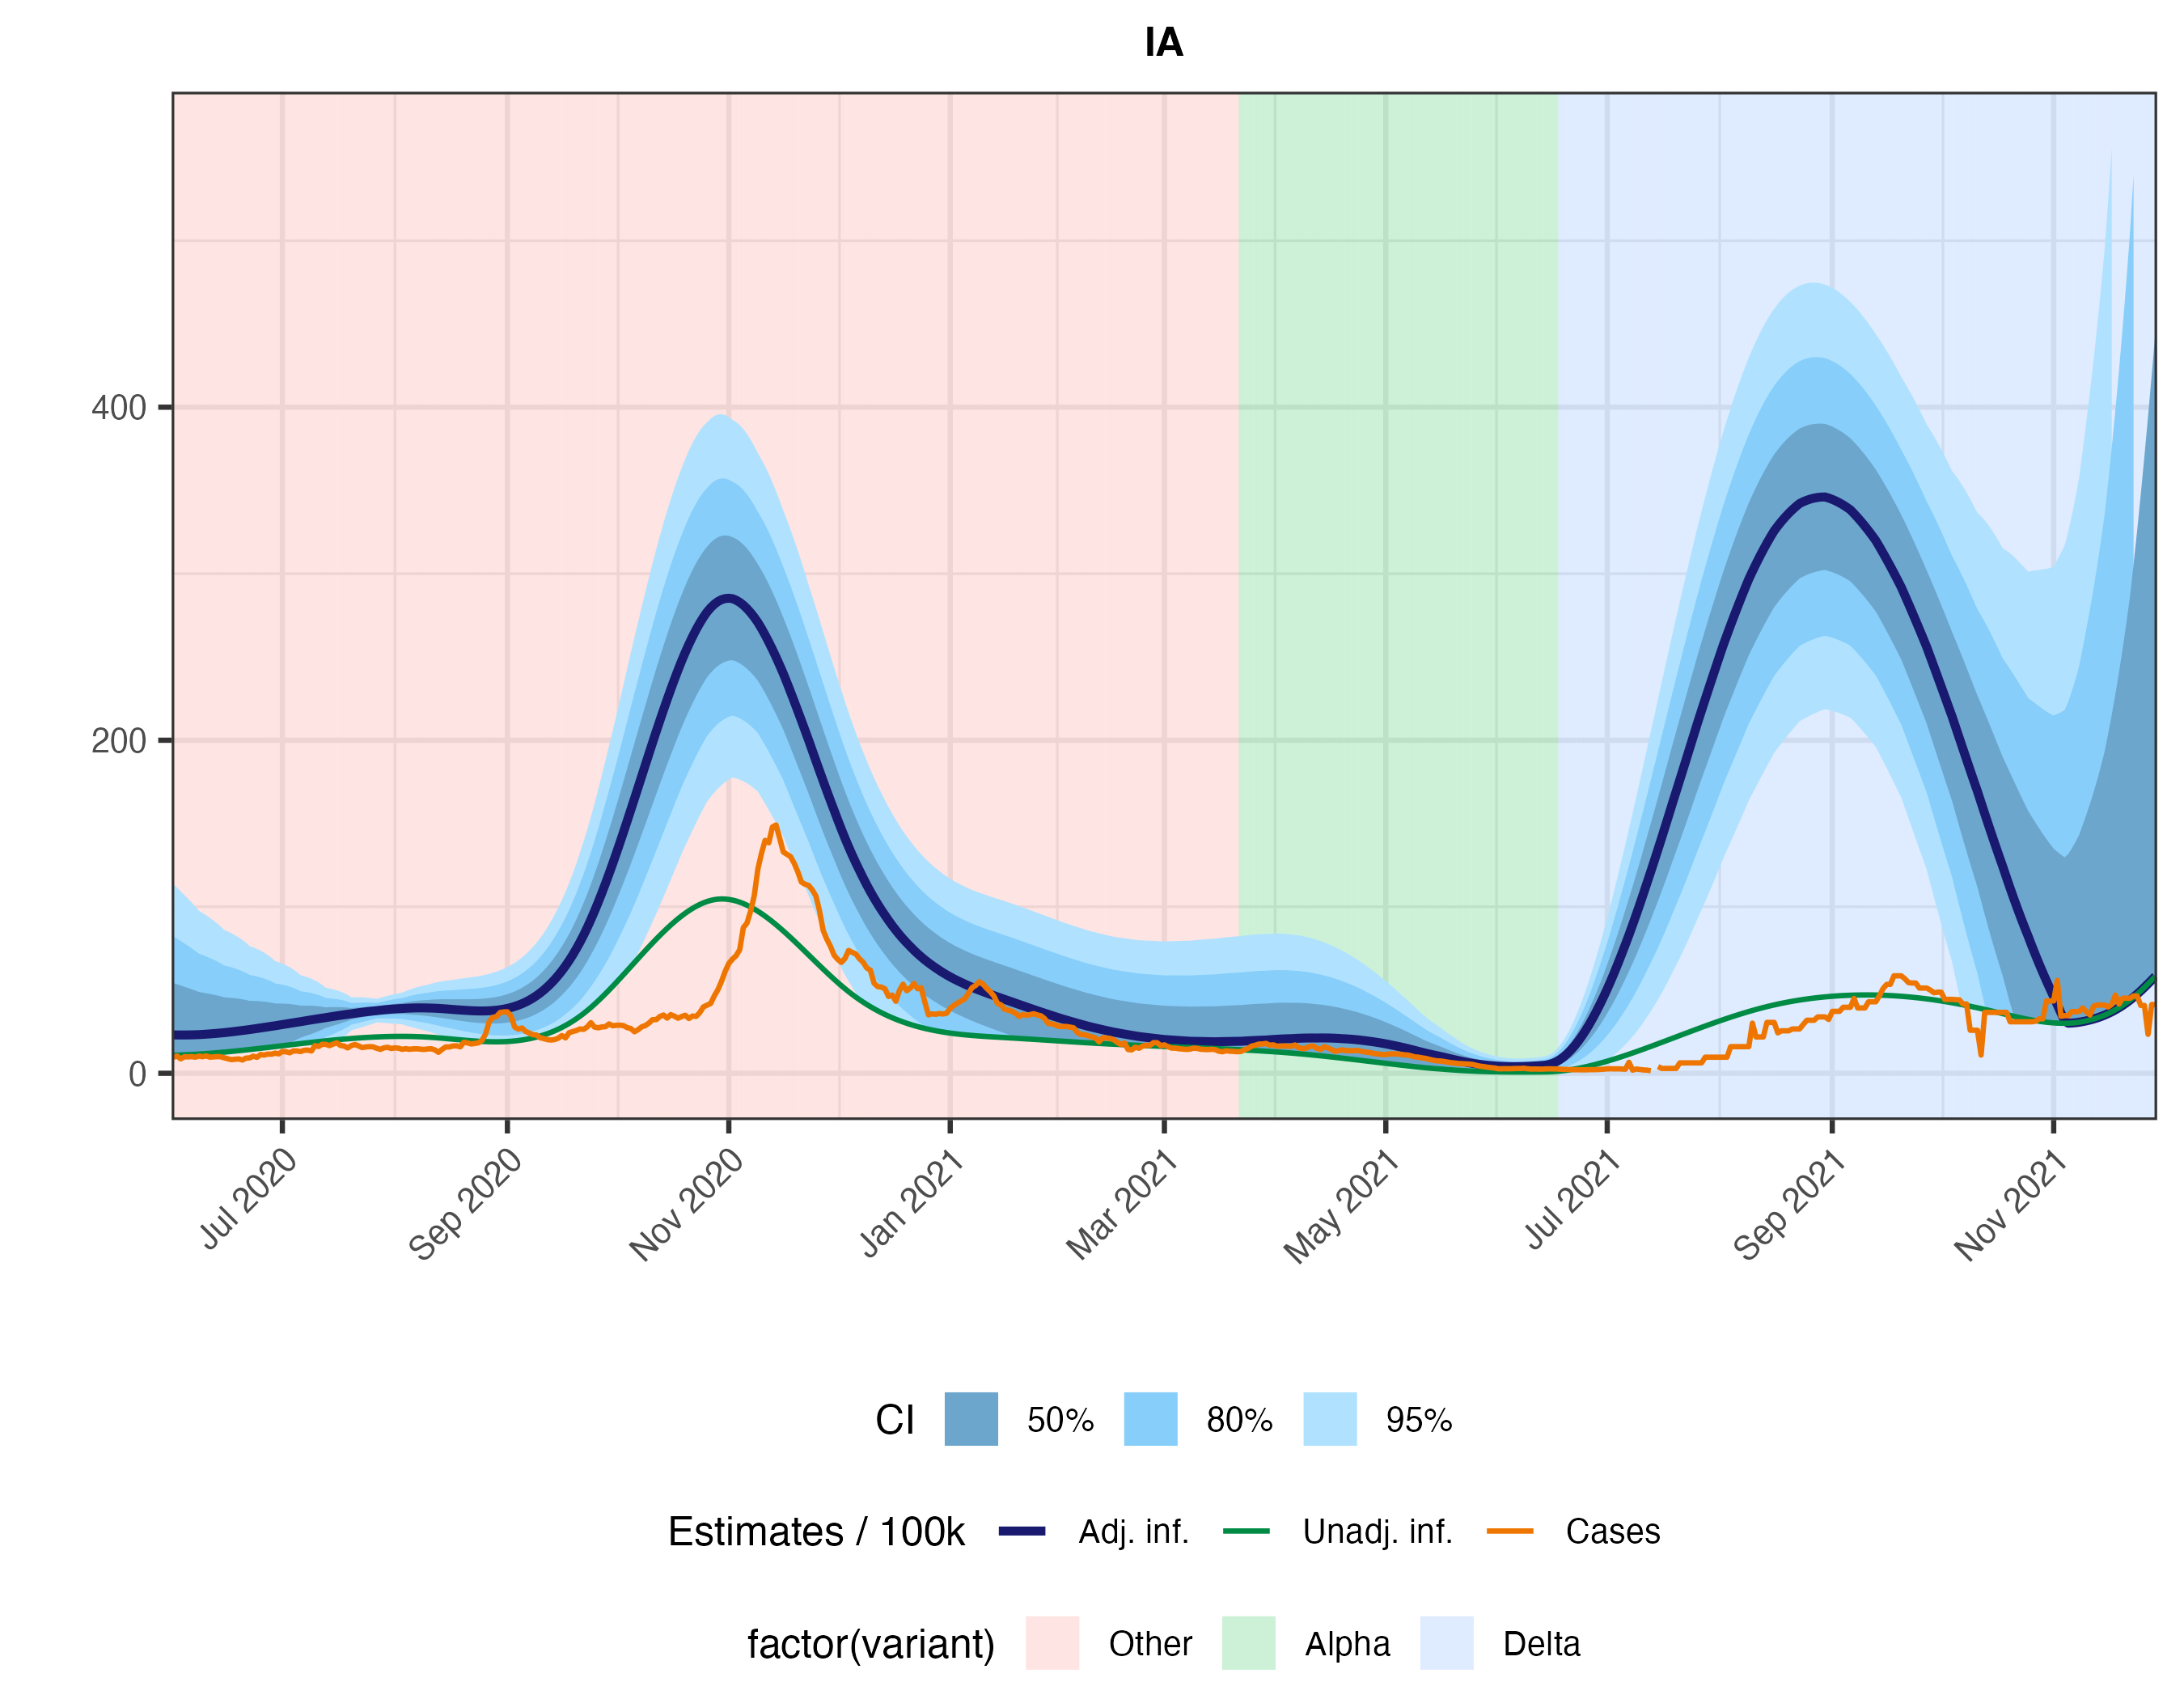 IA
400
200
0
Jul 2020
Sep 2020
Nov 2020
Jan 2021
Mar 2021
May 2021
Jul 2021
Sep 2021
Nov 2021
CI 50% 80% 95%
Estimates / 100k Adj. inf. Unadj. inf. Cases
factor(variant) Other Alpha Delta